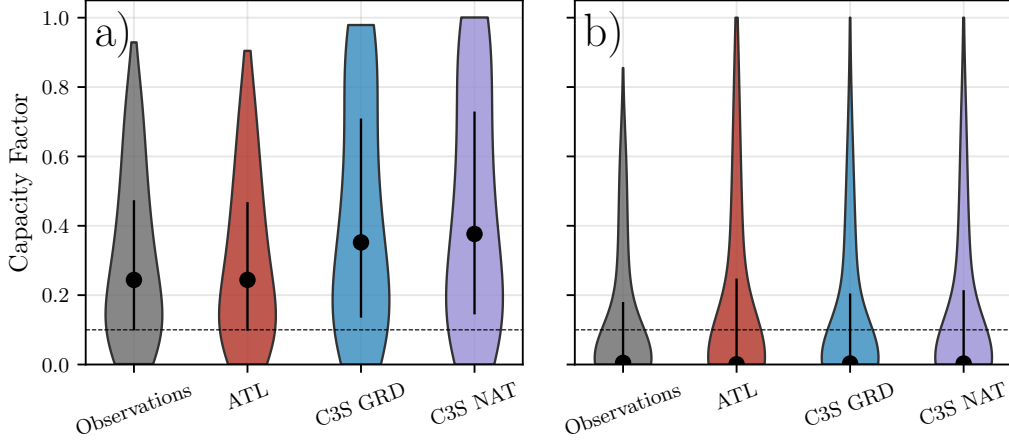 a)
b)
Capacity Factor
1.0
0.8
0.6
0.4
0.2
0.0
Observations
ATL
C3S GRD
C3S NAT
Observations
ATL
C3S GRD
C3S NAT